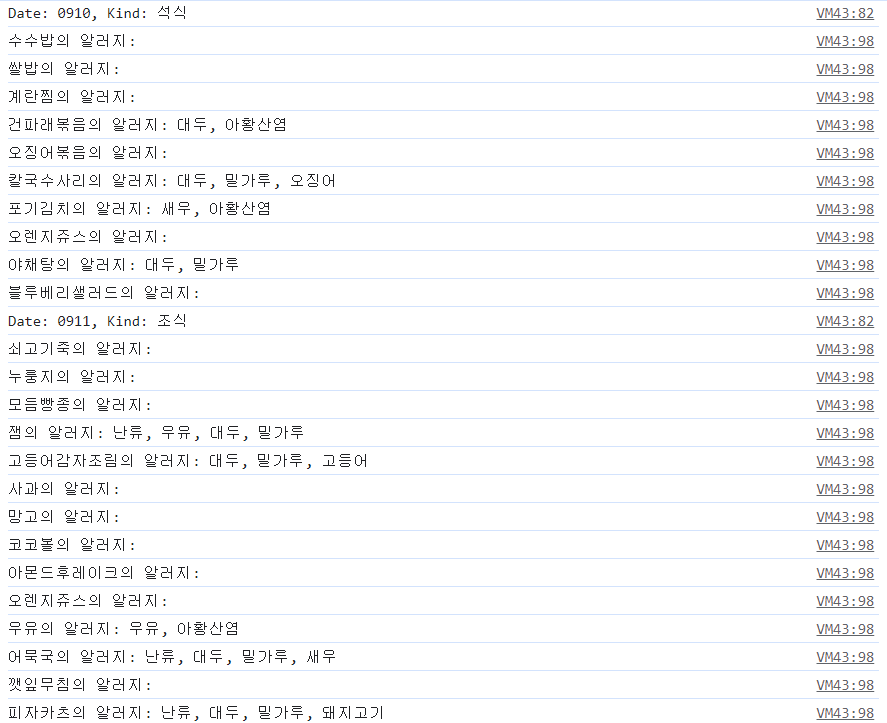 Date: 0910, Kind: 석식 VM43:82
수수밥의 알러지: VM43:98
쌀밥의 알러지: VM43:98
계란찜의 알러지: VM43:98
건파래볶음의 알러지: 대두, 아황산염 VM43:98
오징어볶음의 알러지: VM43:98
칼국수사리의 알러지: 대두, 밀가루, 오징어 VM43:98
포기김치의 알러지: 새우, 아황산염 VM43:98
오렌지쥬스의 알러지: VM43:98
야채탕의 알러지: 대두, 밀가루 VM43:98
블루베리샐러드의 알러지: VM43:98
Date: 0911, Kind: 조식 VM43:82
쇠고기죽의 알러지: VM43:98
누룽지의 알러지: VM43:98
모듬빵종의 알러지: VM43:98
잼의 알러지: 난류, 우유, 대두, 밀가루 VM43:98
고등어감자조림의 알러지: 대두, 밀가루, 고등어 VM43:98
사과의 알러지: VM43:98
망고의 알러지: VM43:98
코코볼의 알러지: VM43:98
아몬드후레이크의 알러지: VM43:98
오렌지쥬스의 알러지: VM43:98
우유의 알러지: 우유, 아황산염 VM43:98
어묵국의 알러지: 난류, 대두, 밀가루, 새우 VM43:98
깻잎무침의 알러지: VM43:98
피자카츠의 알러지: 난류, 대두, 밀가루, 돼지고기 VM43:98